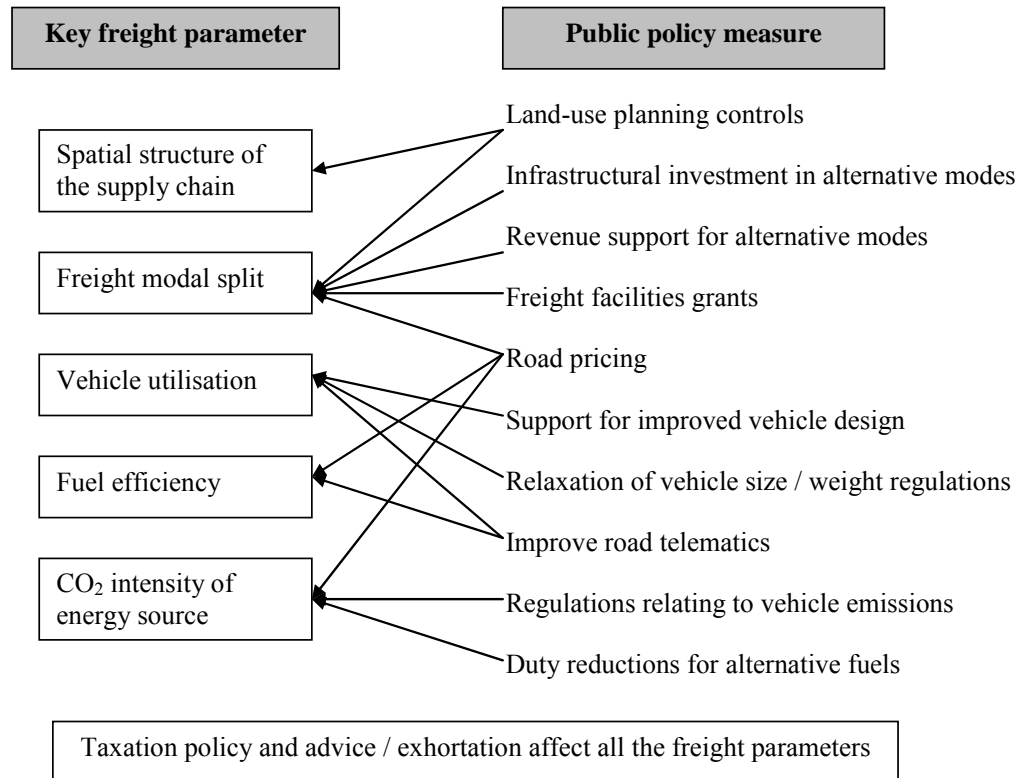 Key freight parameter
Public policy measure
Spatial structure of
the supply chain
Freight modal split
Vehicle utilisation
Fuel efficiency
CO₂ intensity of
energy source
Land-use planning controls
Infrastructural investment in alternative modes
Revenue support for alternative modes
Freight facilities grants
Road pricing
Support for improved vehicle design
Relaxation of vehicle size / weight regulations
Improve road telematics
Regulations relating to vehicle emissions
Duty reductions for alternative fuels
Taxation policy and advice / exhortation affect all the freight parameters